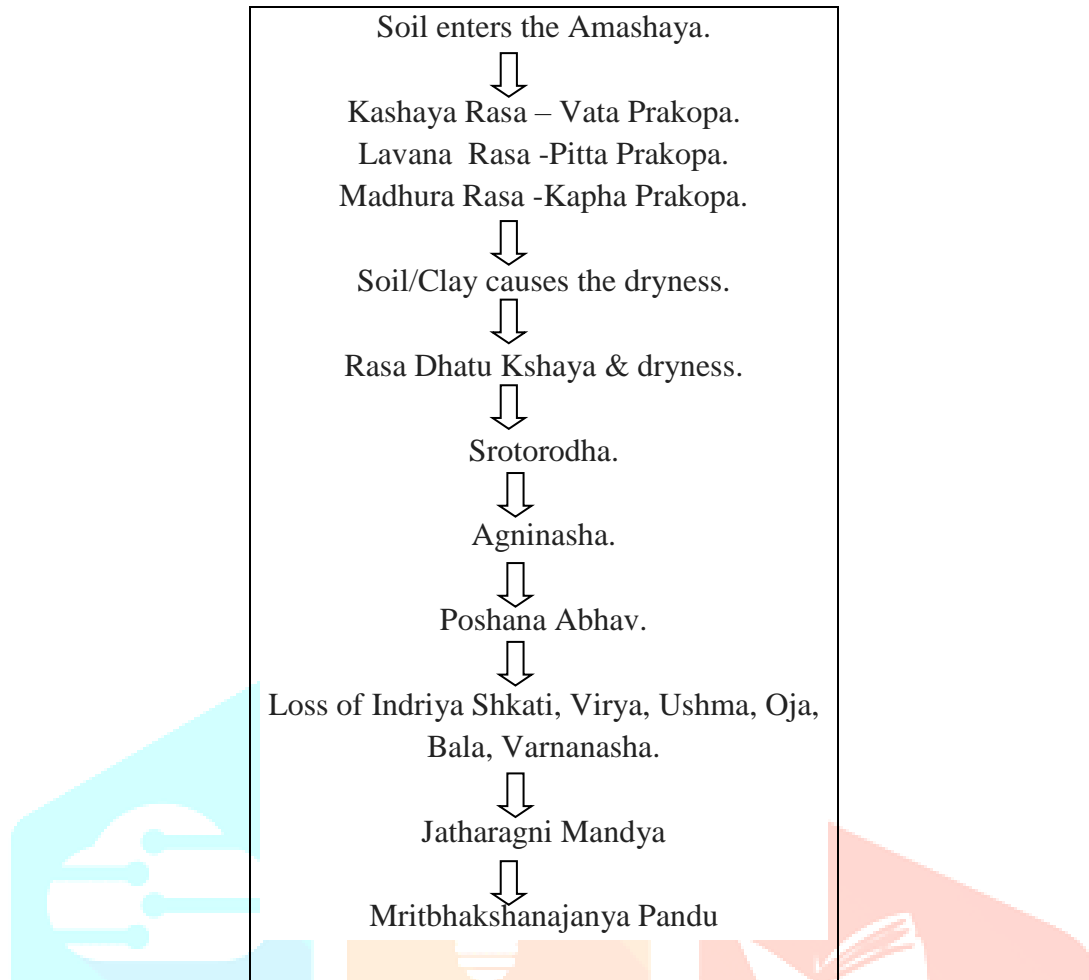 Soil enters the Amashaya.
Kashaya Rasa – Vata Prakopa.
Lavana  Rasa -Pitta Prakopa.
Madhura Rasa -Kapha Prakopa.
Soil/Clay causes the dryness.
Rasa Dhatu Kshaya & dryness.
Srotorodha.
Agninasha.
Poshana Abhav.
Loss of Indriya Shkati, Virya, Ushma, Oja,
Bala, Varnanasha.
Jatharagni Mandya
Mritbhakshanajanya Pandu